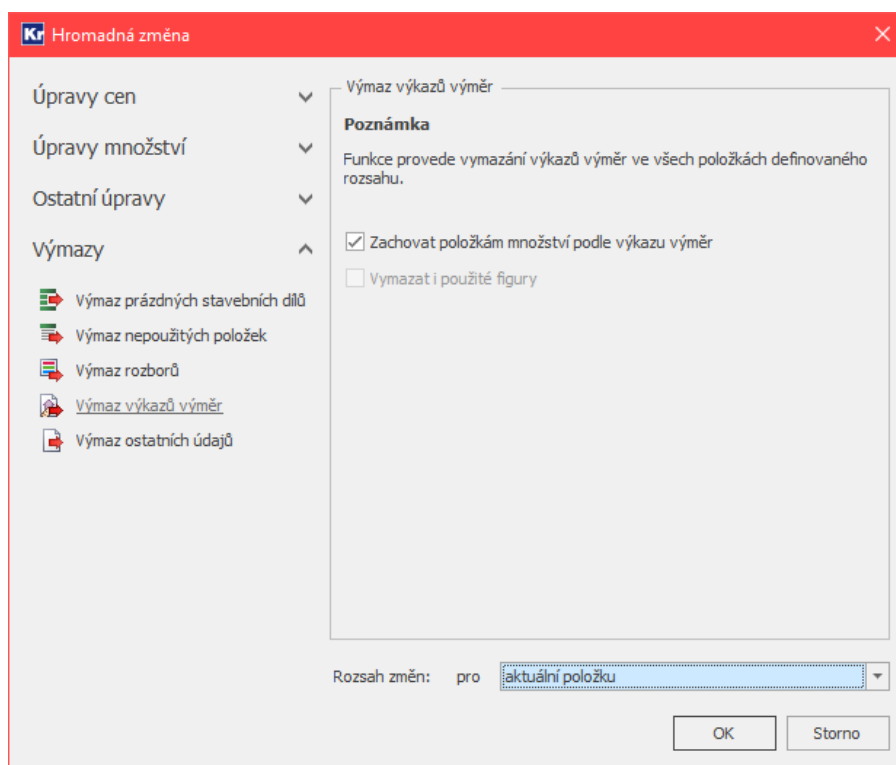 Kr Hromadná změna
Úpravy cen
Úpravy množství
Ostatní úpravy
Výmazy
Výmaz prázdných stavebních dílů
Výmaz nepoužitých položek
Výmaz rozborů
Výmaz výkazů výměr
Výmaz ostatních údajů
Výmaz výkazů výměr
Poznámka
Funkce provede vymazání výkazů výměr ve všech položkách definovaného
rozsahu.
Zachovat položkám množství podle výkazu výměr
Vymazat i použité figury
Rozsah změn: pro aktuální položku
OK Storno